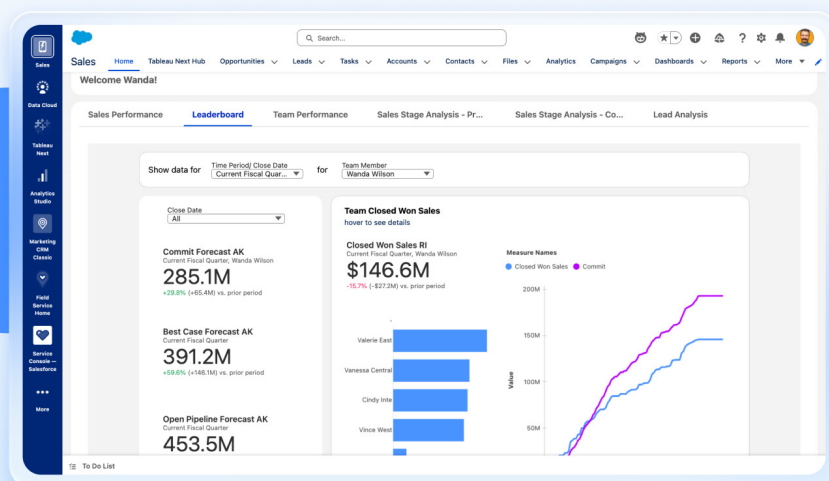 Search...
Sales
Sales
Home
Tableau Next Hub
Opportunities
Leads
Tasks
Accounts
Contacts
Files
Analytics
Campaigns
Dashboards
Reports
More
Welcome Wanda!
Data Cloud
Tableau
Next
Analytics
Studio
Marketing
CRM
Classic
Field
Service
Home
Service
Console —
Salesforce
More
Sales Performance
Leaderboard
Team Performance
Sales Stage Analysis - Pr...
Sales Stage Analysis - Co...
Lead Analysis
Show data for
Time Period/ Close Date
Current Fiscal Quar...
for
Team Member
Wanda Wilson
Close Date
All
Commit Forecast AK
Current Fiscal Quarter, Wanda Wilson
285.1M
+29.8% (+65.4M) vs. prior period
Best Case Forecast AK
Current Fiscal Quarter
391.2M
+59.6% (+146.1M) vs. prior period
Open Pipeline Forecast AK
Current Fiscal Quarter
453.5M
Team Closed Won Sales
hover to see details
Closed Won Sales RI
Current Fiscal Quarter, Wanda Wilson
$146.6M
-15.7% (-$27.2M) vs. prior period
Valerie East
Vanessa Central
Cindy Inte
Vince West
Measure Names
Closed Won Sales
Commit
200M
150M
100M
50M
Value
To Do List